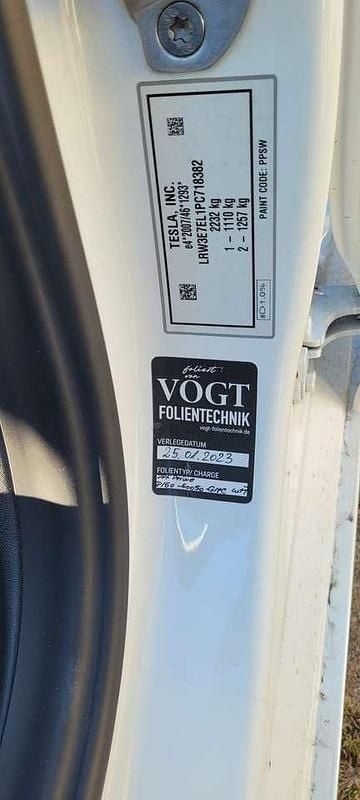 TESLA, INC.
e4*2007/46*1293*
LRW3E7EL1PC718382
2232 kg
1 – 1110 kg
2 – 1257 kg
PAINT CODE: PPSW
foliert
von
VOGT
FOLIENTECHNIK
vogt-folientechnik.de
VERLEGEDATUM
25.01.2023
FOLIENTYP/ CHARGE